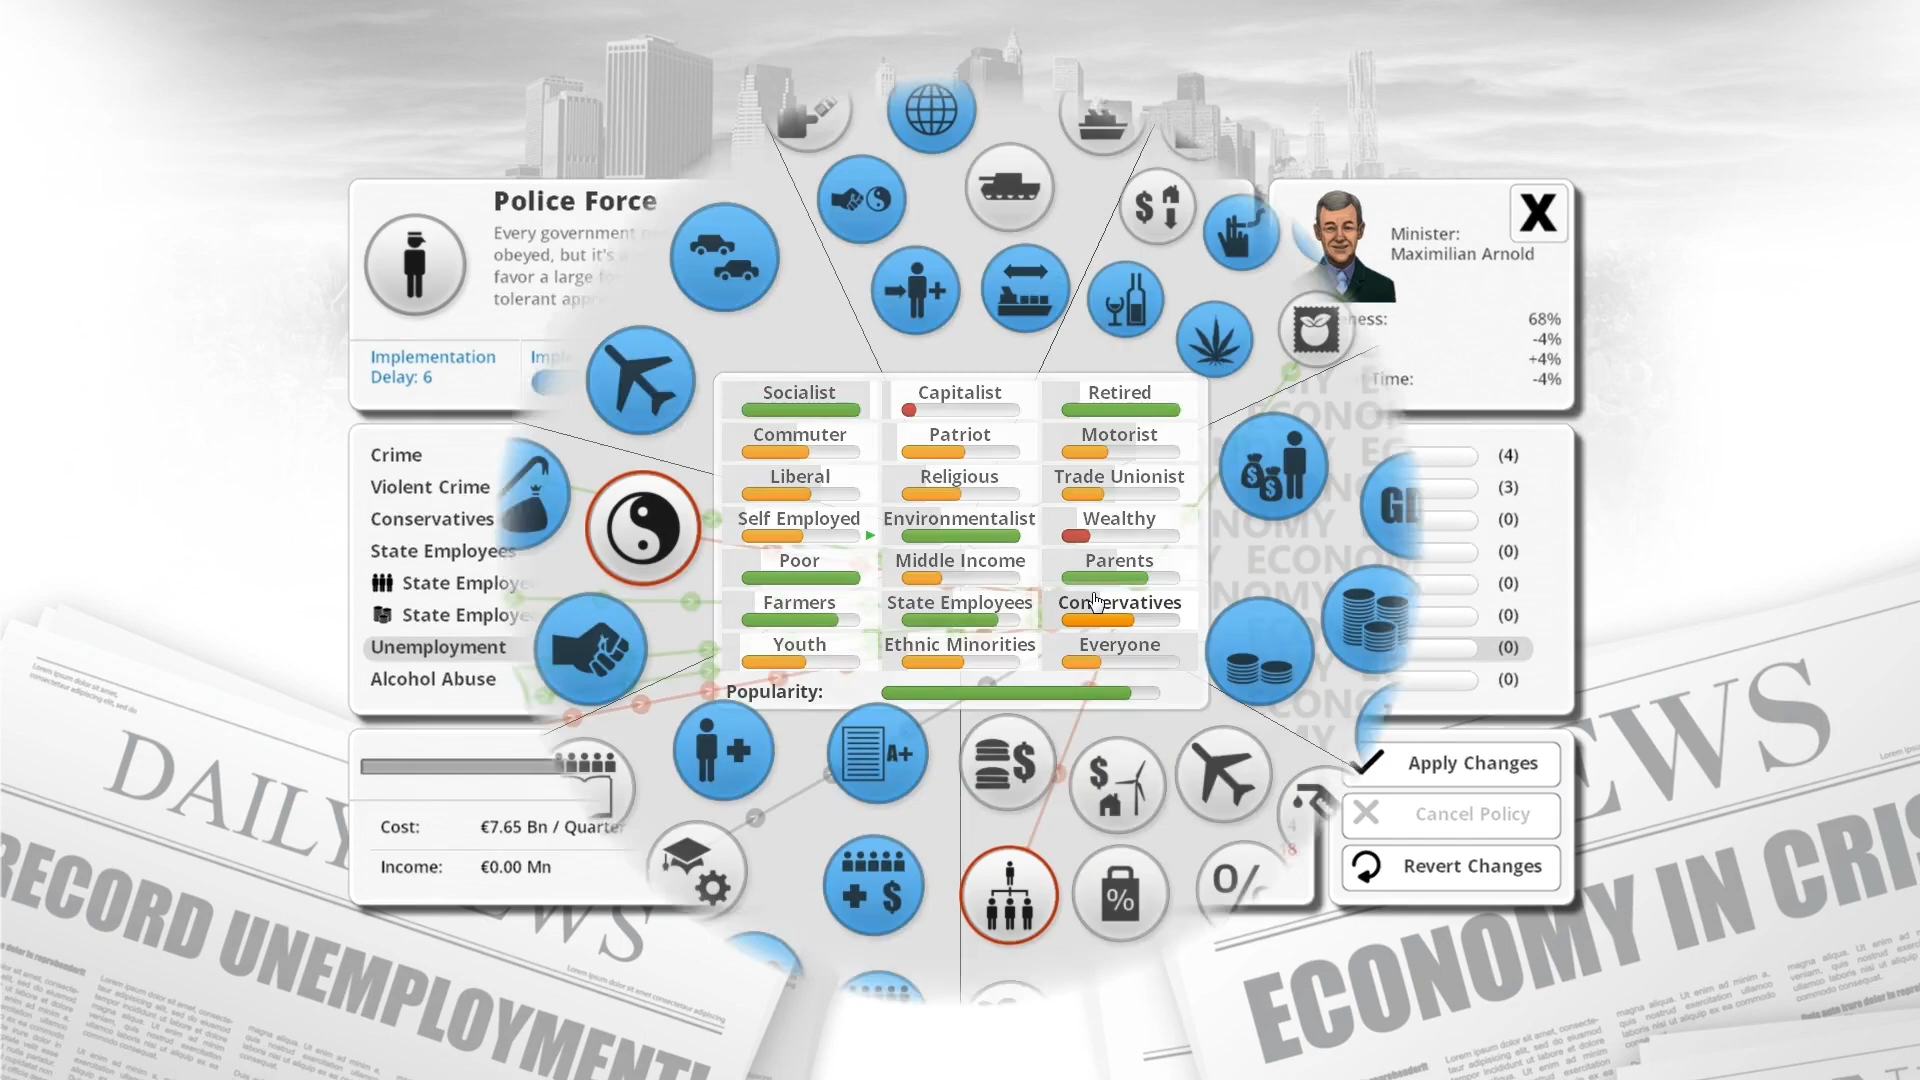 Police Force
Every government
obeyed, but it's
favor a large
tolerant
Implementation
Delay: 6
Minister:
Maximilian Arnold
68%
-4%
+4%
Time: -4%
Crime
Violent Crime
Conservatives
State Employees
State
State
Unemployment
Alcohol Abuse
(4)
(3)
(0)
(0)
(0)
(0)
(0)
(0)
Socialist Capitalist Retired
Commuter Patriot Motorist
Liberal Religious Trade Unionist
Self Employed Environmentalist Wealthy
Poor Middle Income Parents
Farmers State Employees Conservatives
Youth Ethnic Minorities Everyone
Popularity:
A+
$
$
$
$
%
%
ECONOMY
Cost: €7.65 Bn / Quarter
Income: €0.00 Mn
Apply Changes
Cancel Policy
Revert Changes
DAILY
RECORD UNEMPLOYMENT!
ECONOMY IN CRIS